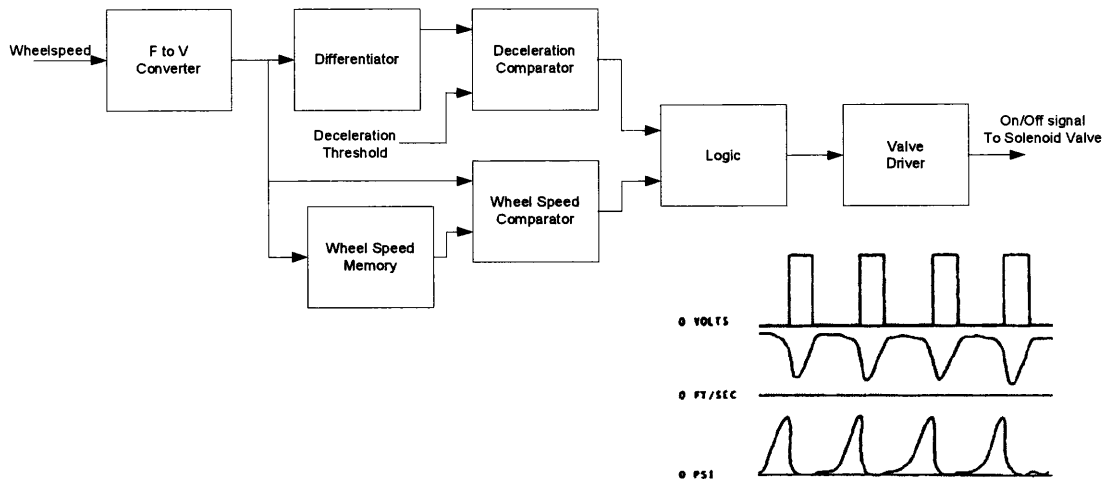 Wheelspeed
F to V
Converter
Differentiator
Deceleration
Comparator
Deceleration
Threshold
Logic
Valve
Driver
On/Off signal
To Solenoid Valve
Wheel Speed
Comparator
Wheel Speed
Memory
0 VOLTS
0 FT/SEC
0 PSI